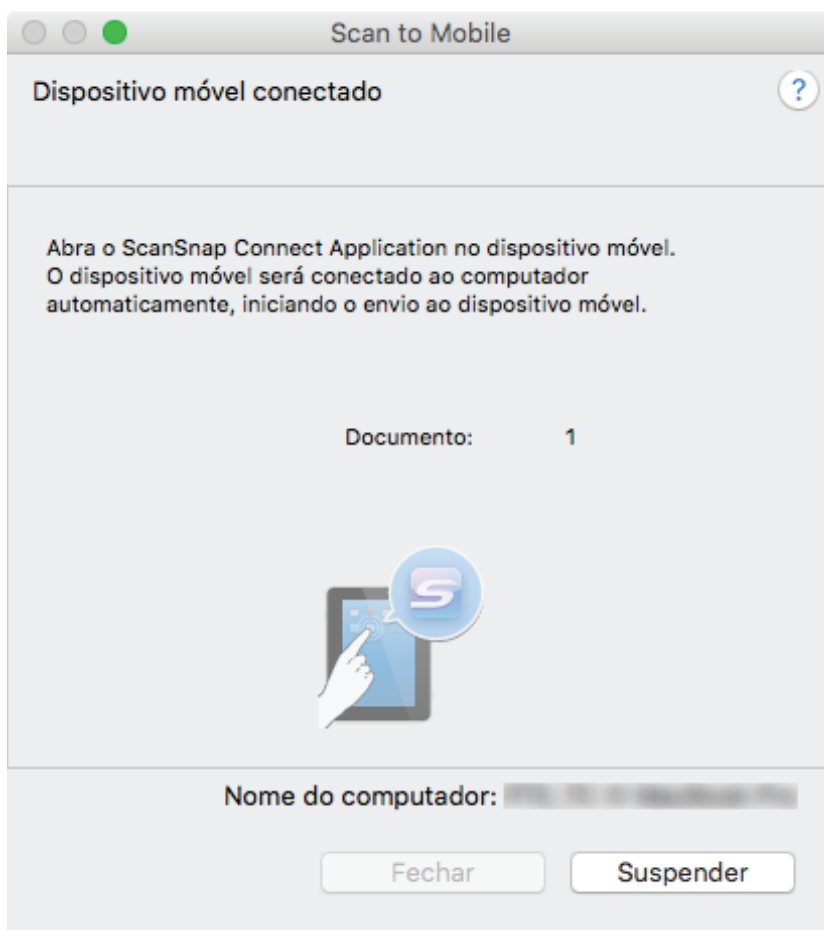 Scan to Mobile
Dispositivo móvel conectado
?
Abra o ScanSnap Connect Application no dispositivo móvel.
O dispositivo móvel será conectado ao computador
automaticamente, iniciando o envio ao dispositivo móvel.
Documento: 1
S
Nome do computador:
Fechar
Suspender